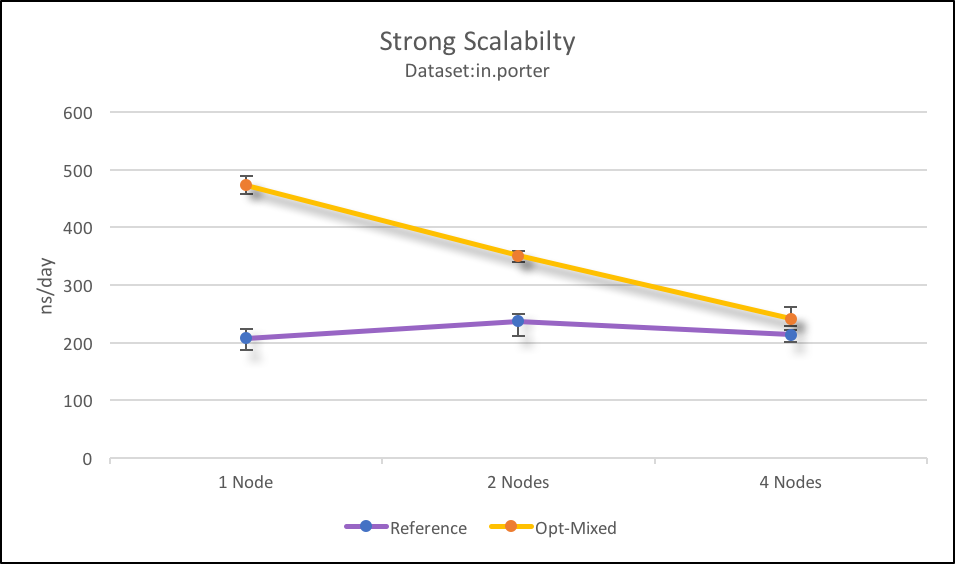 Strong Scalabilty
Dataset:in.porter
600
500
400
300
200
100
0
ns/day
1 Node
2 Nodes
4 Nodes
Reference
Opt-Mixed